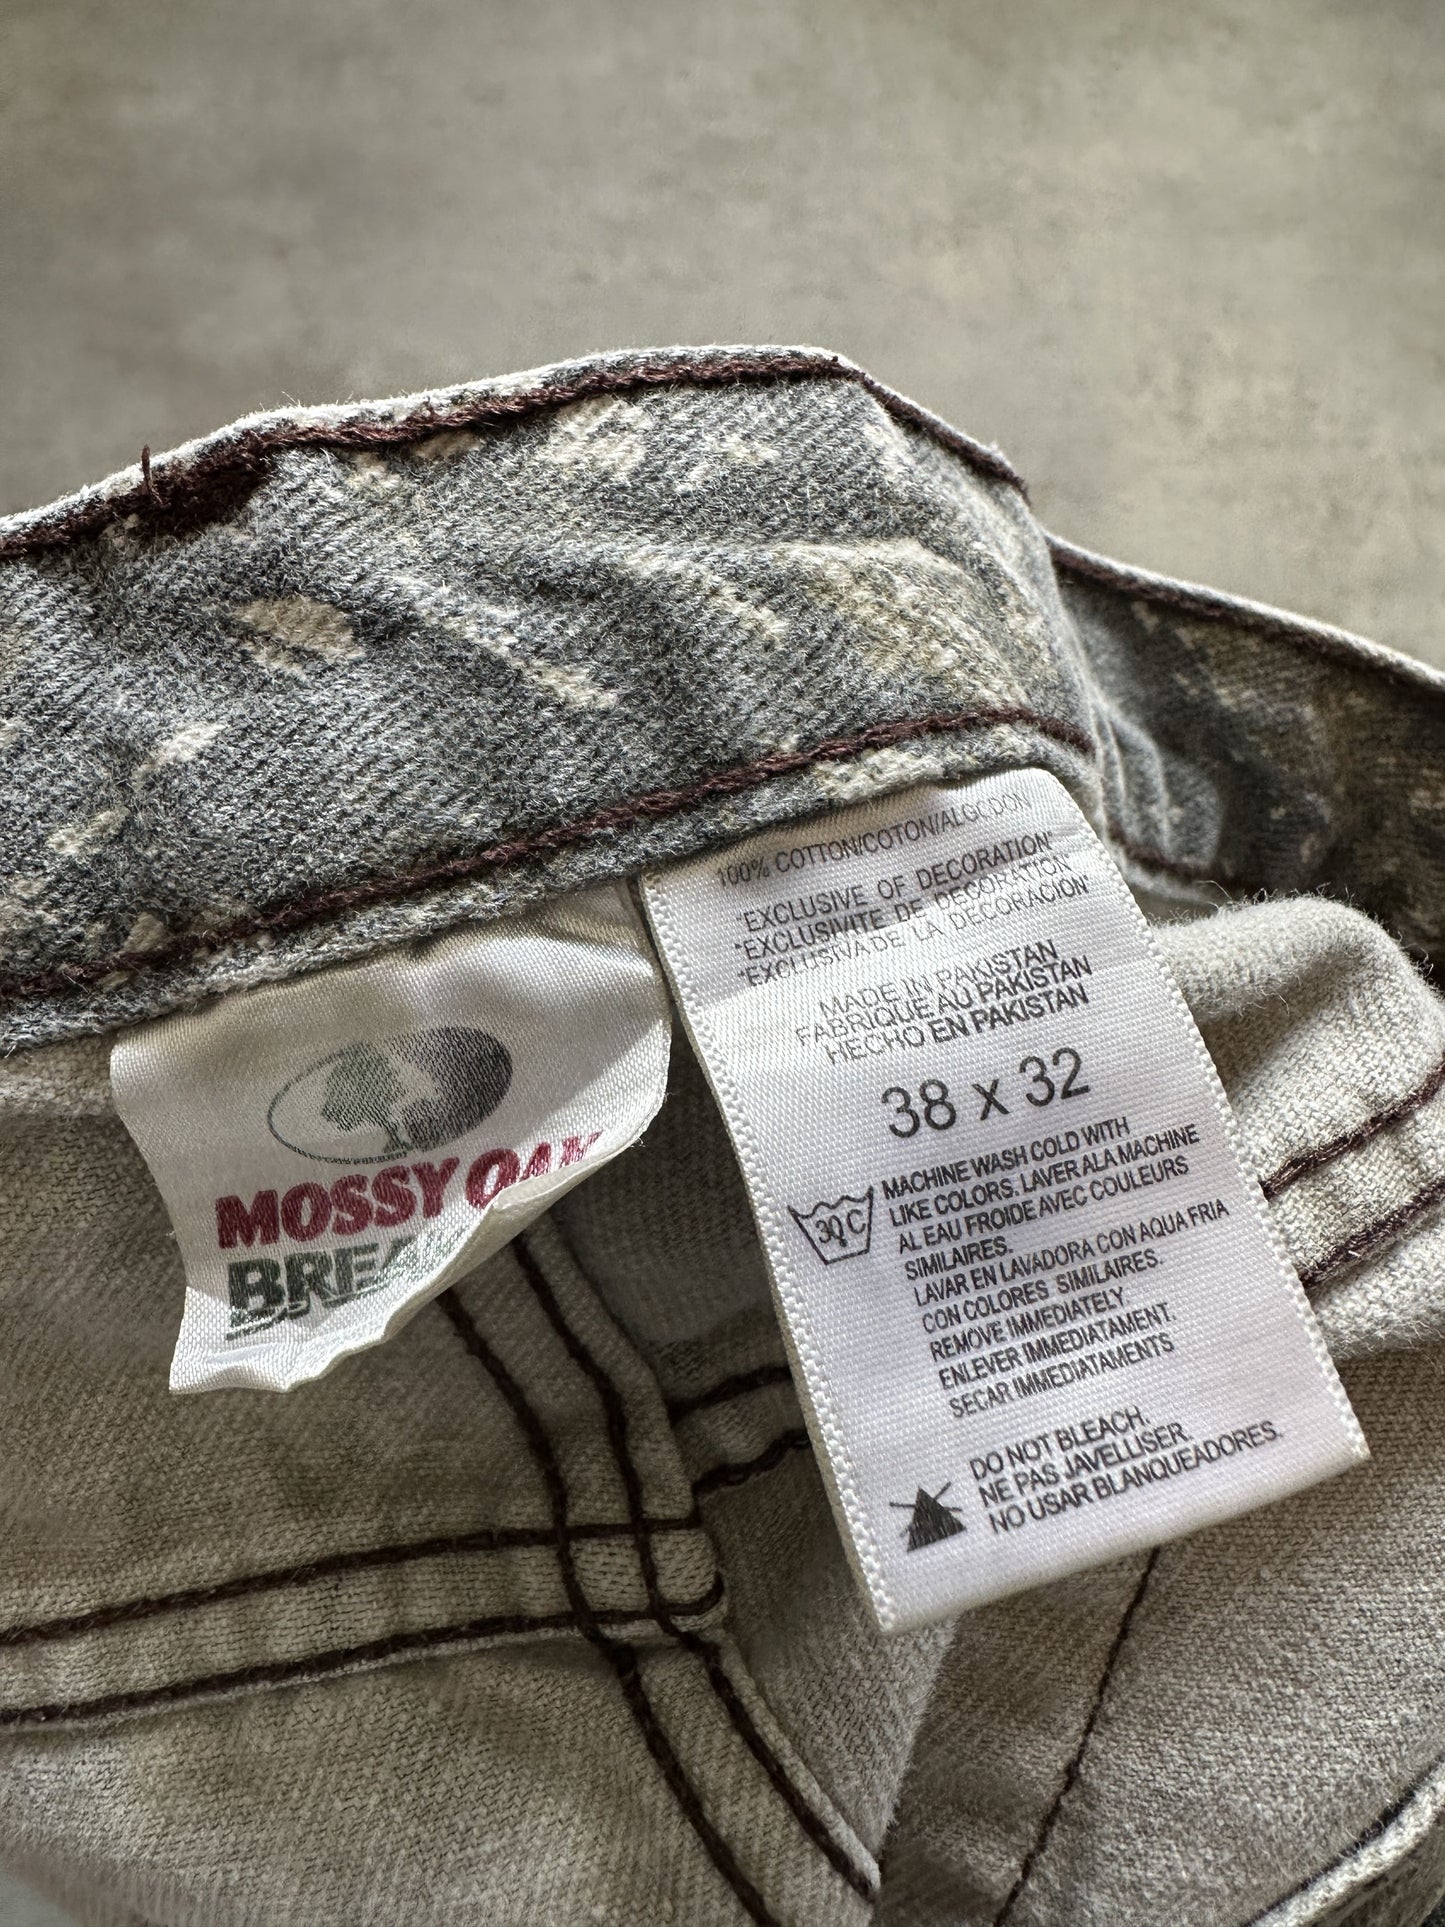 MOSSY OAK
BREA
100% COTTON/COTON/ALGODON
"EXCLUSIVE OF DECORATION"
"EXCLUSIVITE DE DECORATION"
"EXCLUSIVA DE LA DECORACION"
MADE IN PAKISTAN
FABRIQUE AU PAKISTAN
HECHO EN PAKISTAN
38 x 32
30C
MACHINE WASH COLD WITH
LIKE COLORS. LAVER ALA MACHINE
AL EAU FROIDE AVEC COULEURS
SIMILAIRES.
LAVAR EN LAVADORA CON AQUA FRIA
CON COLORES SIMILAIRES.
REMOVE IMMEDIATELY
ENLEVER IMMEDIATAMENT.
SECAR IMMEDIATAMENTS
DO NOT BLEACH.
NE PAS JAVELLISER.
NO USAR BLANQUEADORES.